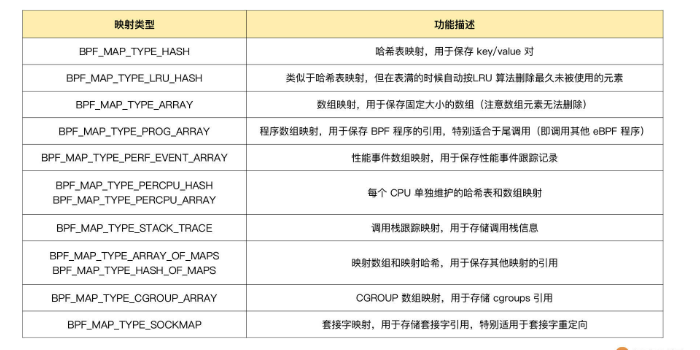 映射类型 功能描述
BPF_MAP_TYPE_HASH 哈希表映射，用于保存 key/value 对
BPF_MAP_TYPE_LRU_HASH 类似于哈希表映射，但在表满的时候自动按LRU 算法删除最久未被使用的元素
BPF_MAP_TYPE_ARRAY 数组映射，用于保存固定大小的数组（注意数组元素无法删除）
BPF_MAP_TYPE_PROG_ARRAY 程序数组映射，用于保存 BPF 程序的引用，特别适合于尾调用（即调用其他 eBPF 程序）
BPF_MAP_TYPE_PERF_EVENT_ARRAY 性能事件数组映射，用于保存性能事件跟踪记录
BPF_MAP_TYPE_PERCPU_HASH
BPF_MAP_TYPE_PERCPU_ARRAY
每个 CPU 单独维护的哈希表和数组映射
BPF_MAP_TYPE_STACK_TRACE 调用栈跟踪映射，用于存储调用栈信息
BPF_MAP_TYPE_ARRAY_OF_MAPS
BPF_MAP_TYPE_HASH_OF_MAPS
映射数组和映射哈希，用于保存其他映射的引用
BPF_MAP_TYPE_CGROUP_ARRAY CGROUP 数组映射，用于存储 cgroups 引用
BPF_MAP_TYPE_SOCKMAP 套接字映射，用于存储套接字引用，特别适用于套接字重定向